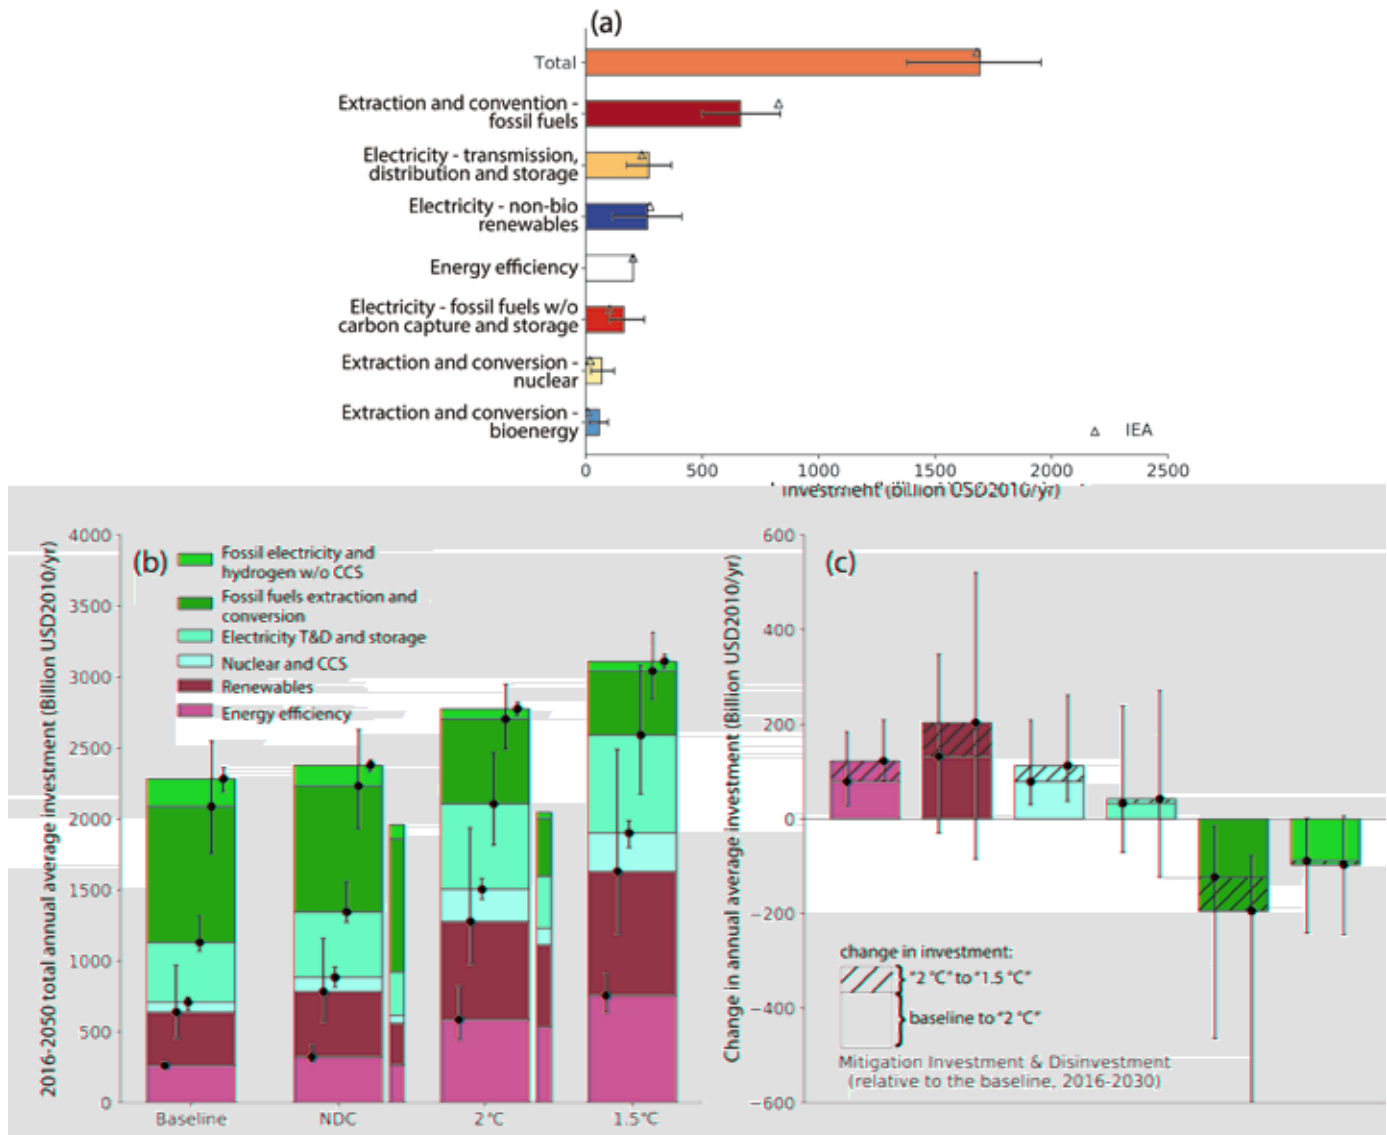 (a)
Total
Extraction and convention -
fossil fuels
Electricity - transmission,
distribution and storage
Electricity - non-bio
renewables
Energy efficiency
Electricity - fossil fuels w/o
carbon capture and storage
Extraction and conversion -
nuclear
Extraction and conversion -
bioenergy
IEA
0 500 1000 1500 2000 2500
Investment (Billion USD2010/yr)
(b)
2016-2050 total annual average investment (Billion USD2010/yr)
4000
3500
3000
2500
2000
1500
1000
500
0
Fossil electricity and
hydrogen w/o CCS
Fossil fuels extraction and
conversion
Electricity T&D and storage
Nuclear and CCS
Renewables
Energy efficiency
Baseline NDC 2°C 1.5°C
(c)
Change in annual average investment (Billion USD2010/yr)
600
400
200
0
−200
−400
−600
change in investment:
"2 °C" to "1.5 °C"
baseline to "2 °C"
Mitigation Investment & Disinvestment
(relative to the baseline, 2016-2030)